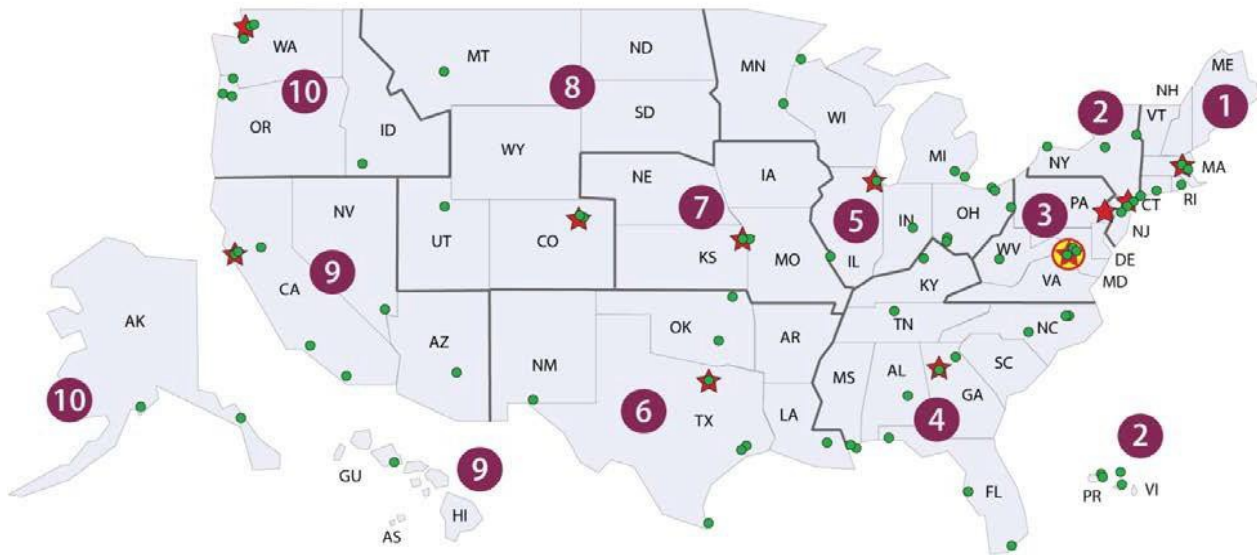 WA
10
OR
ID
MT
8
ND
SD
WY
NE
7
IA
MN
WI
MI
5
IL
IN
OH
UT
CO
KS
MO
NV
9
CA
AZ
NM
OK
AR
6
TX
LA
MS
AL
4
GA
FL
TN
KY
NC
SC
WV
VA
3
PA
2
NY
VT
NH
ME
1
MA
RI
CT
NJ
DE
MD
AK
10
GU
9
HI
AS
2
PR
VI